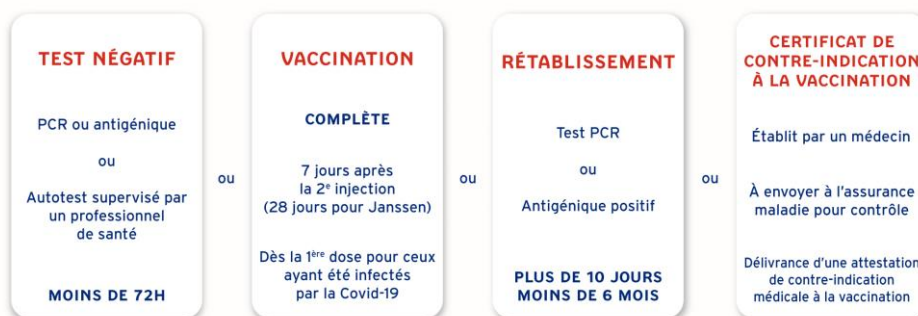 TEST NÉGATIF
PCR ou antigénique
ou
Autotest supervisé par
un professionnel
de santé
MOINS DE 72H
ou
VACCINATION
COMPLÈTE
7 jours après
la 2e injection
(28 jours pour Janssen)
Dès la 1ère dose pour ceux
ayant été infectés
par la Covid-19
ou
RÉTABLISSEMENT
Test PCR
ou
Antigénique positif
PLUS DE 10 JOURS
MOINS DE 6 MOIS
ou
CERTIFICAT DE
CONTRE-INDICATION
À LA VACCINATION
Établit par un médecin
À envoyer à l'assurance
maladie pour contrôle
Délivrance d'une attestation
de contre-indication
médicale à la vaccination